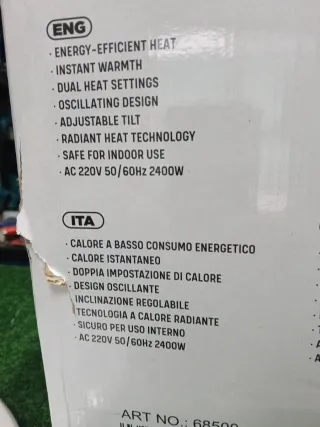 ENG
· ENERGY-EFFICIENT HEAT
· INSTANT WARMTH
· DUAL HEAT SETTINGS
· OSCILLATING DESIGN
· ADJUSTABLE TILT
· RADIANT HEAT TECHNOLOGY
· SAFE FOR INDOOR USE
· AC 220V 50/60Hz 2400W
ITA
· CALORE A BASSO CONSUMO ENERGETICO
· CALORE ISTANTANEO
· DOPPIA IMPOSTAZIONE DI CALORE
· DESIGN OSCILLANTE
INCLINAZIONE REGOLABILE
TECNOLOGIA A CALORE RADIANTE
· SICURO PER USO INTERNO
· AC 220V 50/60Hz 2400W
ART NO.: 68500